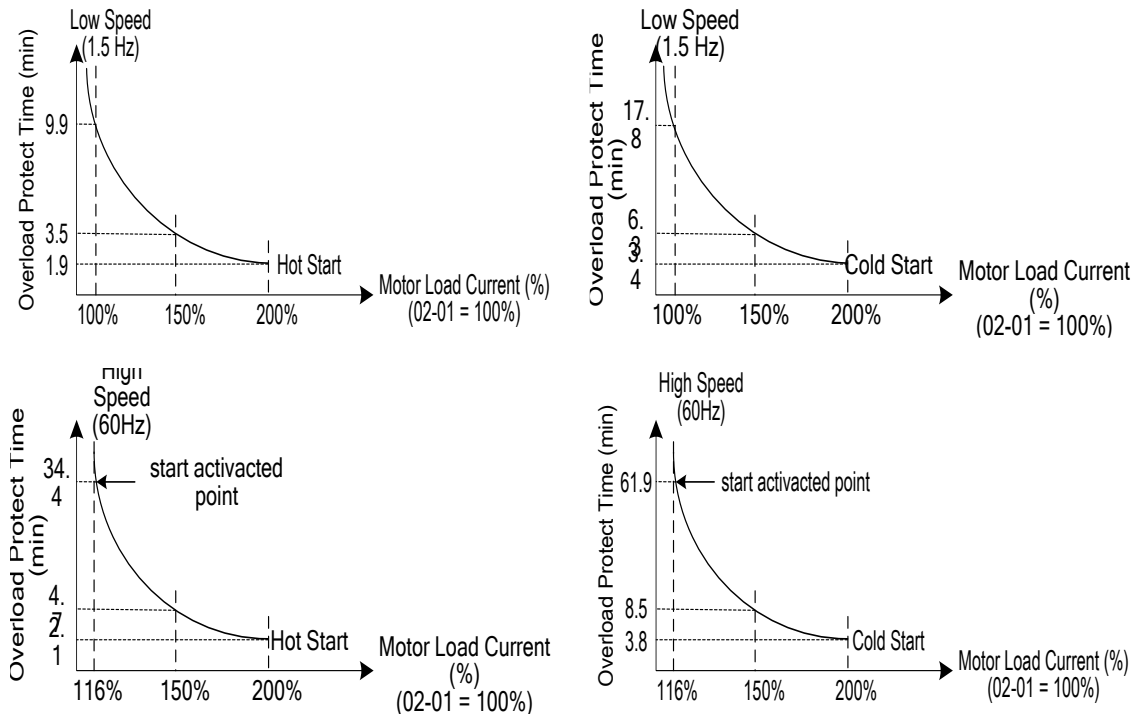 Low Speed
(1.5 Hz)
Overload Protect Time (min)
9.9
3.5
1.9
Hot Start
Motor Load Current (%)
(02-01 = 100%)
100% 150% 200%
Low Speed
(1.5 Hz)
Overload Protect Time
(min)
17.
8
6.
3
3.
4
Cold Start
Motor Load Current
(%)
(02-01 = 100%)
100% 150% 200%
High
Speed
(60Hz)
Overload Protect Time
(min)
34.
4
start activacted
point
4.
7
2.
1
Hot Start
Motor Load Current
(%)
(02-01 = 100%)
116% 150% 200%
High Speed
(60Hz)
Overload Protect Time (min)
61.9
start activacted point
8.5
3.8
Cold Start
Motor Load Current (%)
(02-01 = 100%)
116% 150% 200%